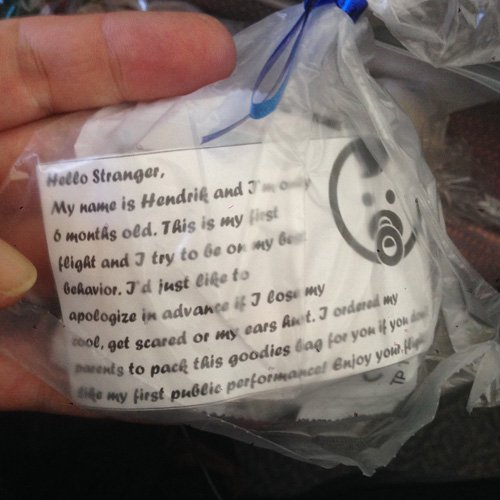 Hello Stranger,
My name is Hendrik and I'm only
6 months old. This is my first
flight and I try to be on my best
behavior. I'd just like to
apologize in advance if I lose my
cool, get scared or my ears hurt. I ordered my
parents to pack this goodies bag for you if you don't
like my first public performance! Enjoy your flight